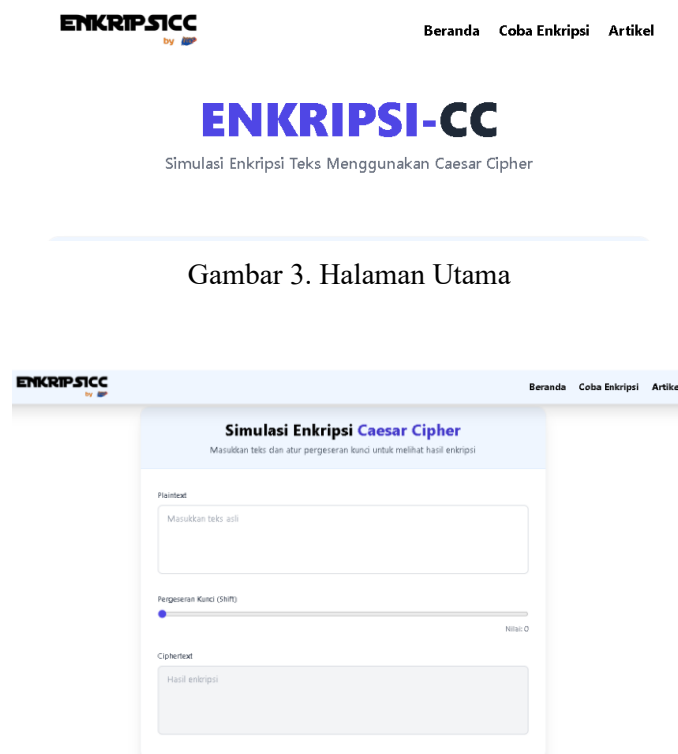 ENKRIPSICC
by
Beranda Coba Enkripsi Artikel
ENKRIPSI-CC
Simulasi Enkripsi Teks Menggunakan Caesar Cipher
Gambar 3. Halaman Utama
ENKRIPSICC
by
Beranda Coba Enkripsi Artike
Simulasi Enkripsi Caesar Cipher
Masukkan teks dan atur pergeseran kunci untuk melihat hasil enkripsi
Plaintext
Masukkan teks asli
Pergeseran Kunci (Shift)
Nilai: 0
Ciphertext
Hasil enkripsi